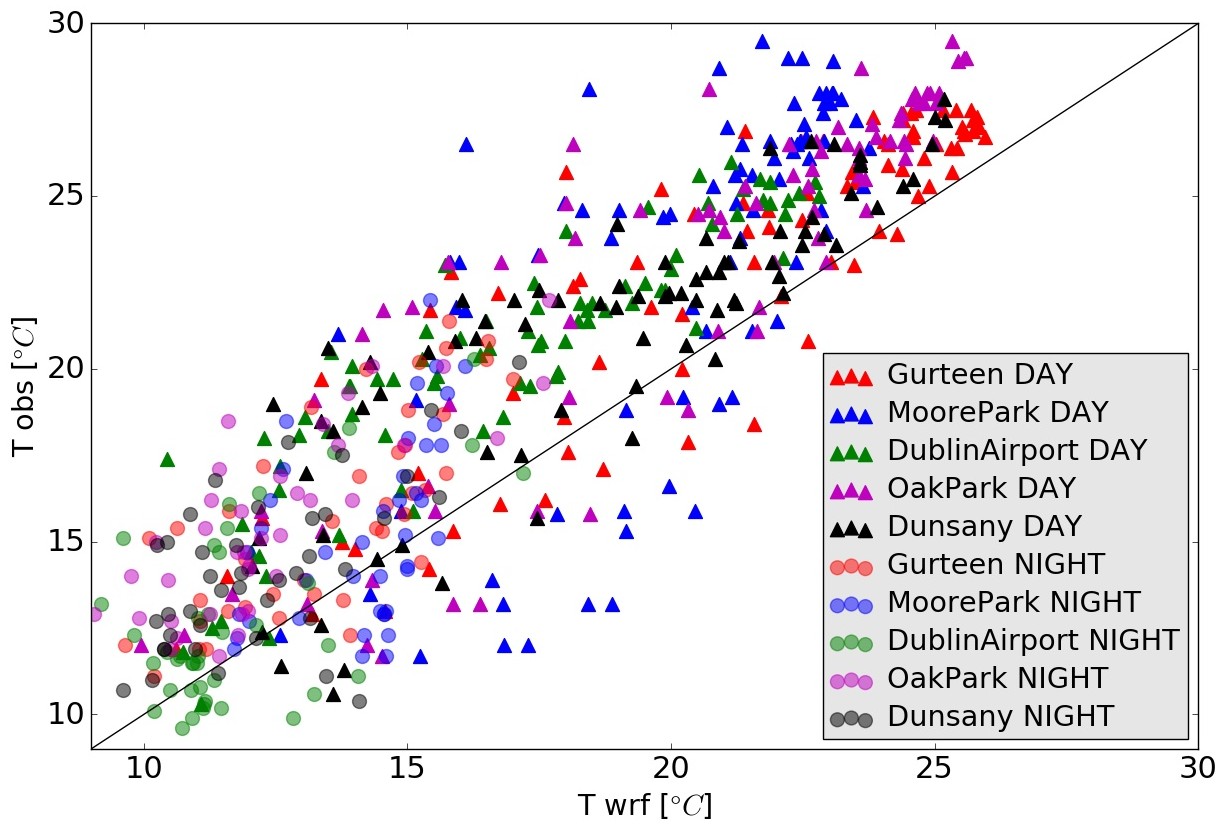 30
25
20
15
10
T obs [°C]
Gurteen DAY
MoorePark DAY
DublinAirport DAY
OakPark DAY
Dunsany DAY
Gurteen NIGHT
MoorePark NIGHT
DublinAirport NIGHT
OakPark NIGHT
Dunsany NIGHT
10 15 20 25 30
T wrf [°C]